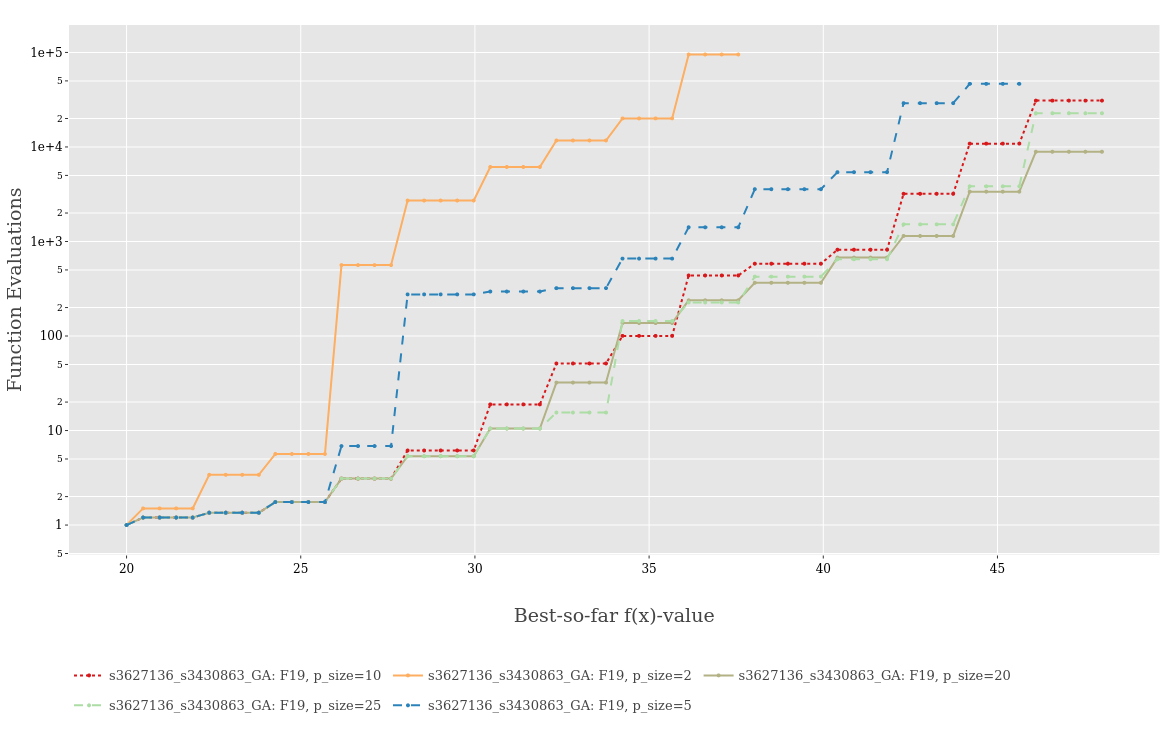 1e+5
5
2
1e+4
5
2
1e+3
5
2
100
5
2
10
5
2
1
5
Function Evaluations
20 25 30 35 40 45
Best-so-far f(x)-value
s3627136_s3430863_GA: F19, p_size=10 s3627136_s3430863_GA: F19, p_size=2 s3627136_s3430863_GA: F19, p_size=20
s3627136_s3430863_GA: F19, p_size=25 s3627136_s3430863_GA: F19, p_size=5